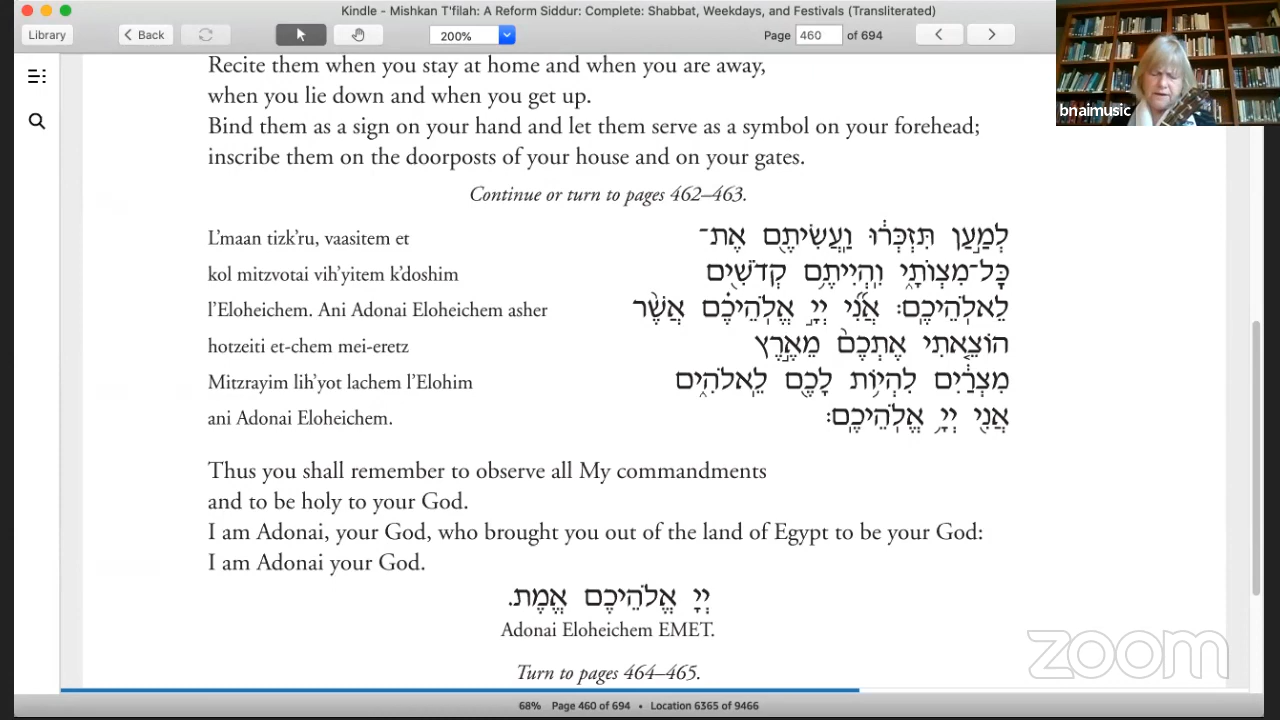 Kindle - Mishkan T'filah: A Reform Siddur: Complete: Shabbat, Weekdays, and Festivals (Transliterated)
Library
Back
200%
Page 460 of 694
bnaimusic
Recite them when you stay at home and when you are away,
when you lie down and when you get up.
Bind them as a sign on your hand and let them serve as a symbol on your forehead;
inscribe them on the doorposts of your house and on your gates.
Continue or turn to pages 462–463.
L'maan tizk'ru, vaasitem et
kol mitzvotai vih'yitem k'doshim
l'Eloheichem. Ani Adonai Eloheichem asher
hotzeiti et-chem mei-eretz
Mitzrayim lih'yot lachem l'Elohim
ani Adonai Eloheichem.
לְמַ֣עַן תִּזְכְּר֔וּ וַֽעֲשִׂיתֶ֖ם אֶת־
כָּל־מִצְוֺתָ֑י וִֽהְיִיתֶ֥ם קְדֹשִׁ֖ים
לֵאלֹֽהֵיכֶֽם׃ אֲנִ֞י יְיָ֣ אֱלֹֽהֵיכֶ֗ם אֲשֶׁ֨ר
הוֹצֵ֤אתִי אֶתְכֶם֙ מֵאֶ֣רֶץ
מִצְרַ֔יִם לִהְי֥וֹת לָכֶ֖ם לֵֽאלֹהִ֑ים
אֲנִ֖י יְיָ֥ אֱלֹֽהֵיכֶֽם׃
Thus you shall remember to observe all My commandments
and to be holy to your God.
I am Adonai, your God, who brought you out of the land of Egypt to be your God:
I am Adonai your God.
יְיָ אֱלֹהֵיכֶם אֱמֶת.
Adonai Eloheichem EMET.
Turn to pages 464–465.
zoom
68% Page 460 of 694 • Location 6365 of 9466